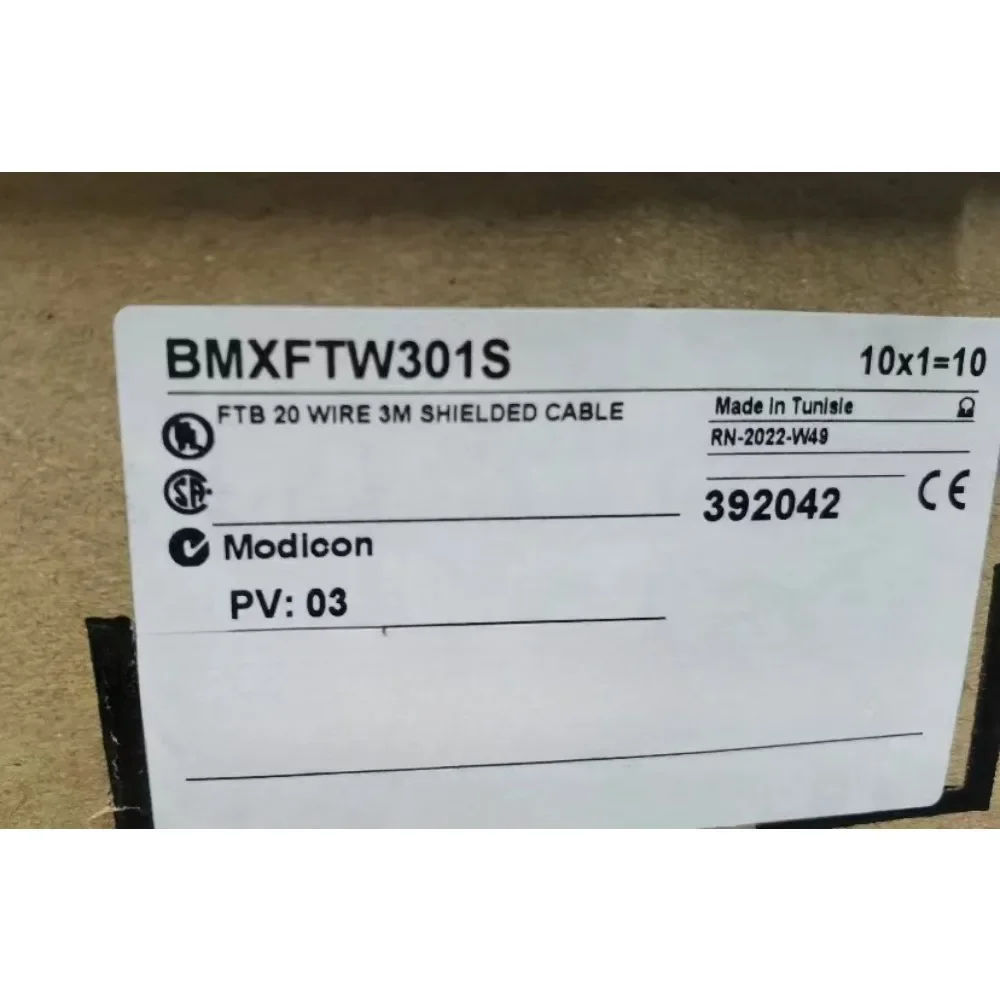 BMXFTW301S
10x1=10
FTB 20 WIRE 3M SHIELDED CABLE
Made in Tunisie
RN-2022-W49
392042
CE
Modicon
PV: 03